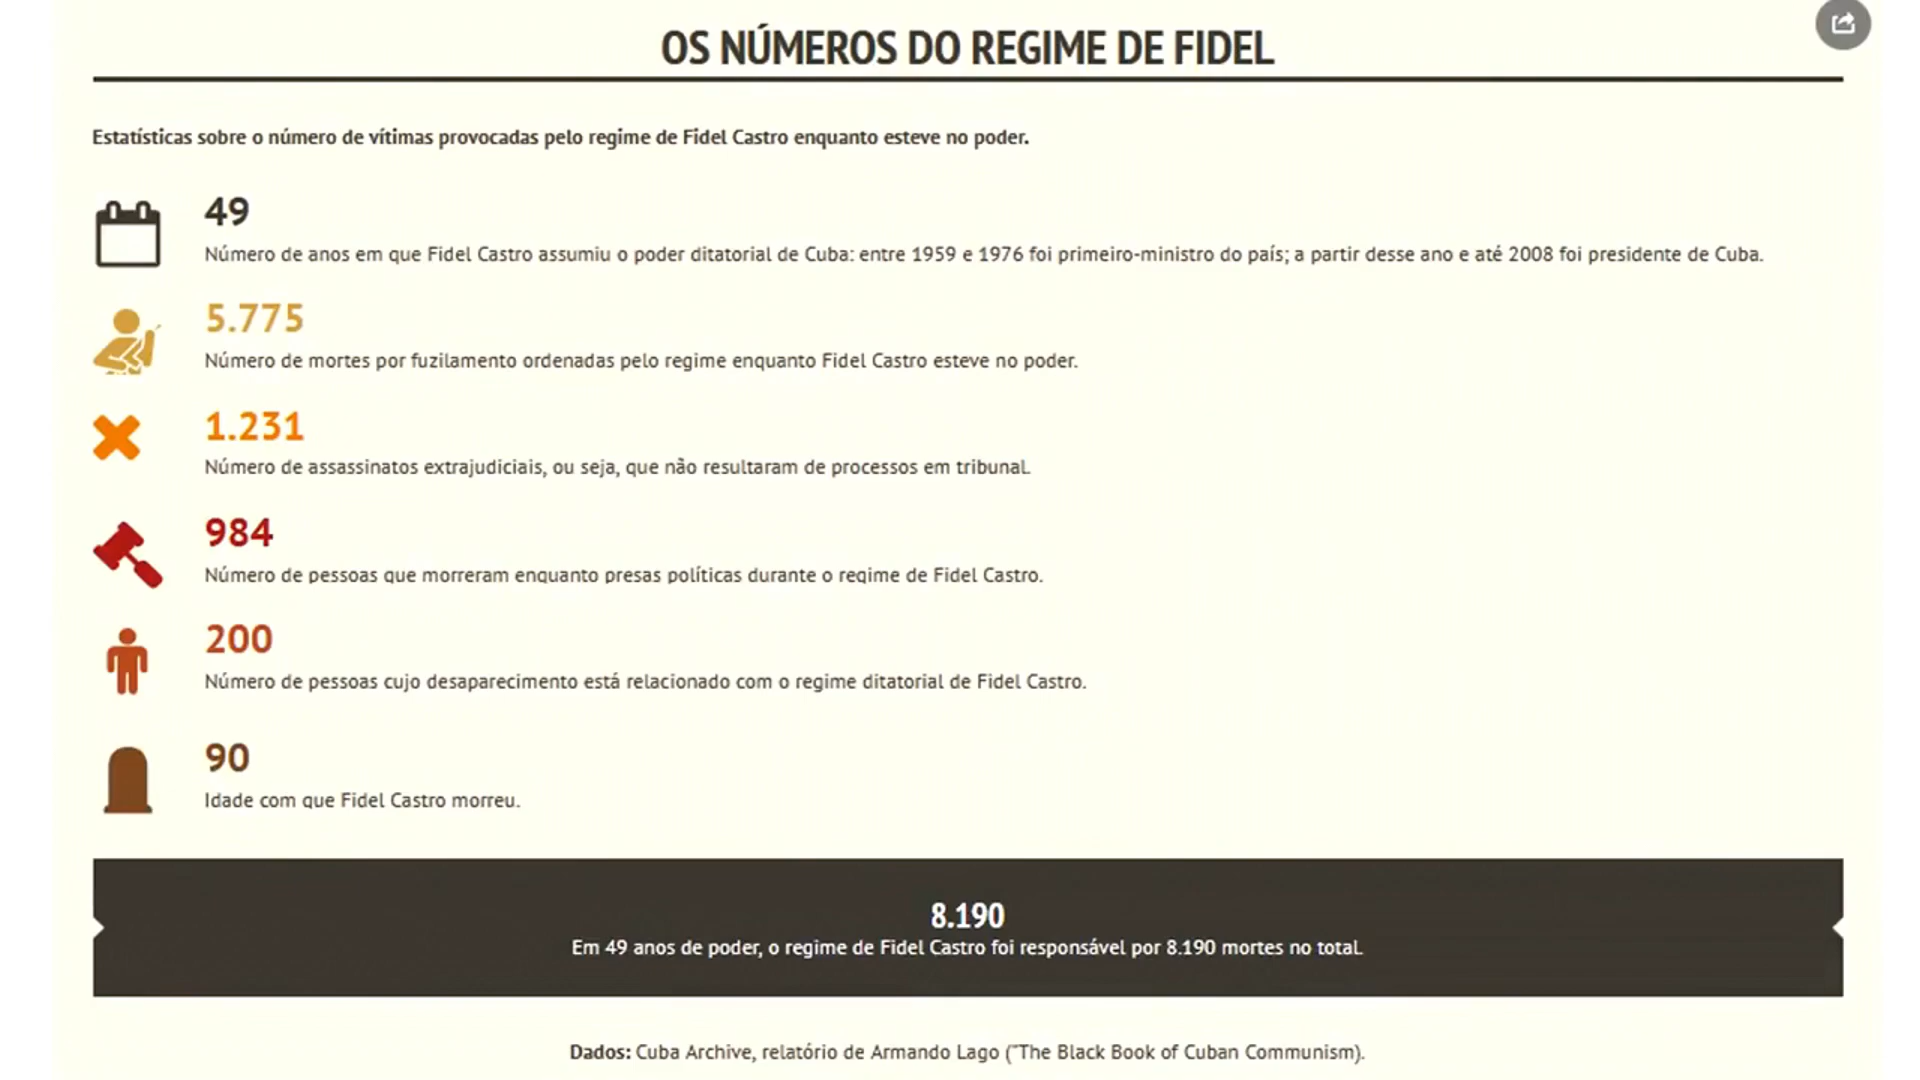 OS NÚMEROS DO REGIME DE FIDEL
Estatísticas sobre o número de vítimas provocadas pelo regime de Fidel Castro enquanto esteve no poder.
49
Número de anos em que Fidel Castro assumiu o poder ditatorial de Cuba: entre 1959 e 1976 foi primeiro-ministro do país; a partir desse ano e até 2008 foi presidente de Cuba.
5.775
Número de mortes por fuzilamento ordenadas pelo regime enquanto Fidel Castro esteve no poder.
1.231
Número de assassinatos extrajudiciais, ou seja, que não resultaram de processos em tribunal.
984
Número de pessoas que morreram enquanto presas políticas durante o regime de Fidel Castro.
200
Número de pessoas cujo desaparecimento está relacionado com o regime ditatorial de Fidel Castro.
90
Idade com que Fidel Castro morreu.
8.190
Em 49 anos de poder, o regime de Fidel Castro foi responsável por 8.190 mortes no total.
Dados: Cuba Archive, relatório de Armando Lago ("The Black Book of Cuban Communism).